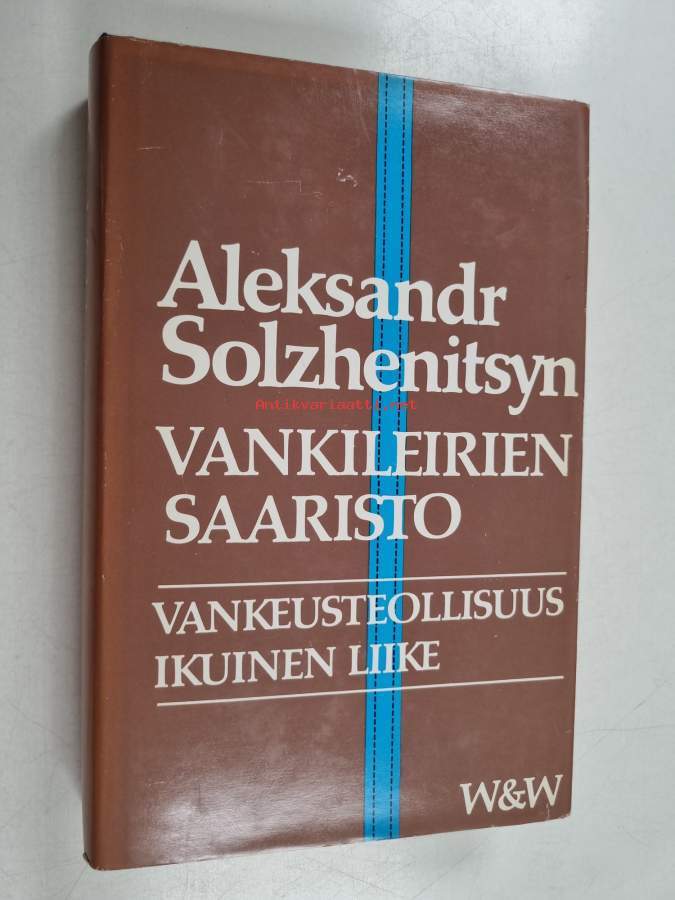 Aleksandr
Solzhenitsyn
Antikvariaatti.net
VANKILEIRIEN
SAARISTO
VANKEUSTEOLLISUUS
IKUINEN LIIKE
W&W